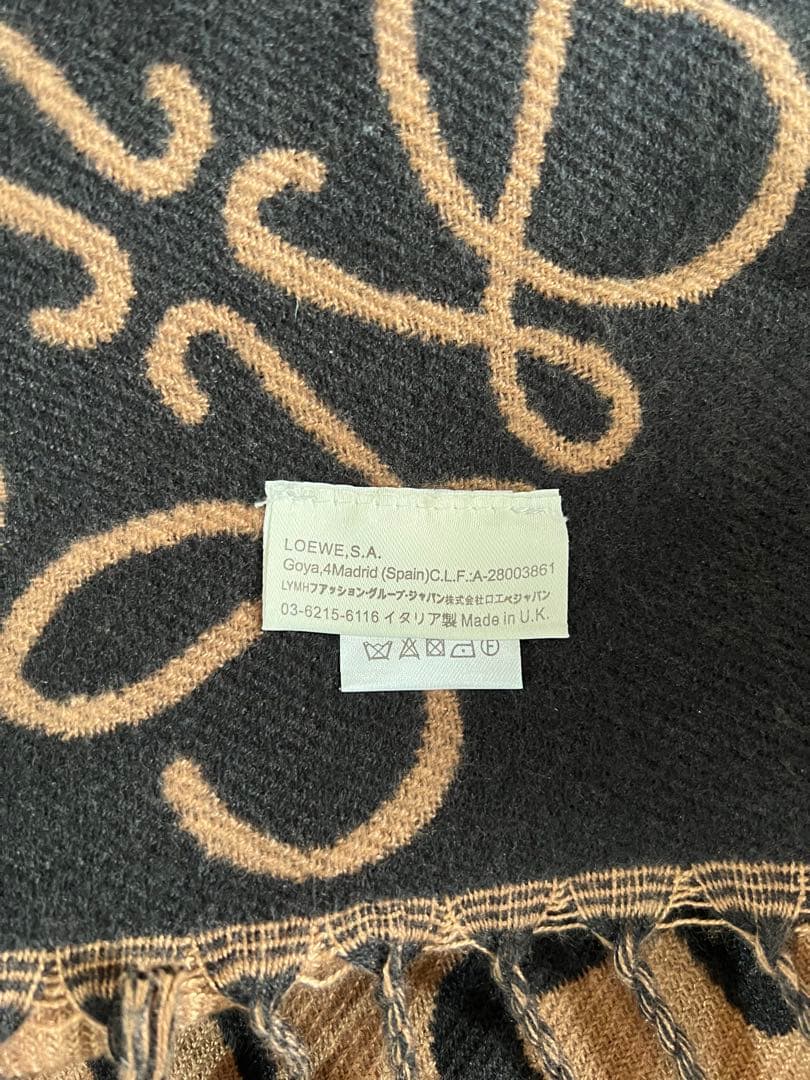 LOEWE,S.A.
Goya,4Madrid (Spain)C.L.F.:A-28003861
LYMHファアッション·グループ·ジャパン株式会社ロエベジャパン
03-6215-6116 イタリア製 Made in U.K.